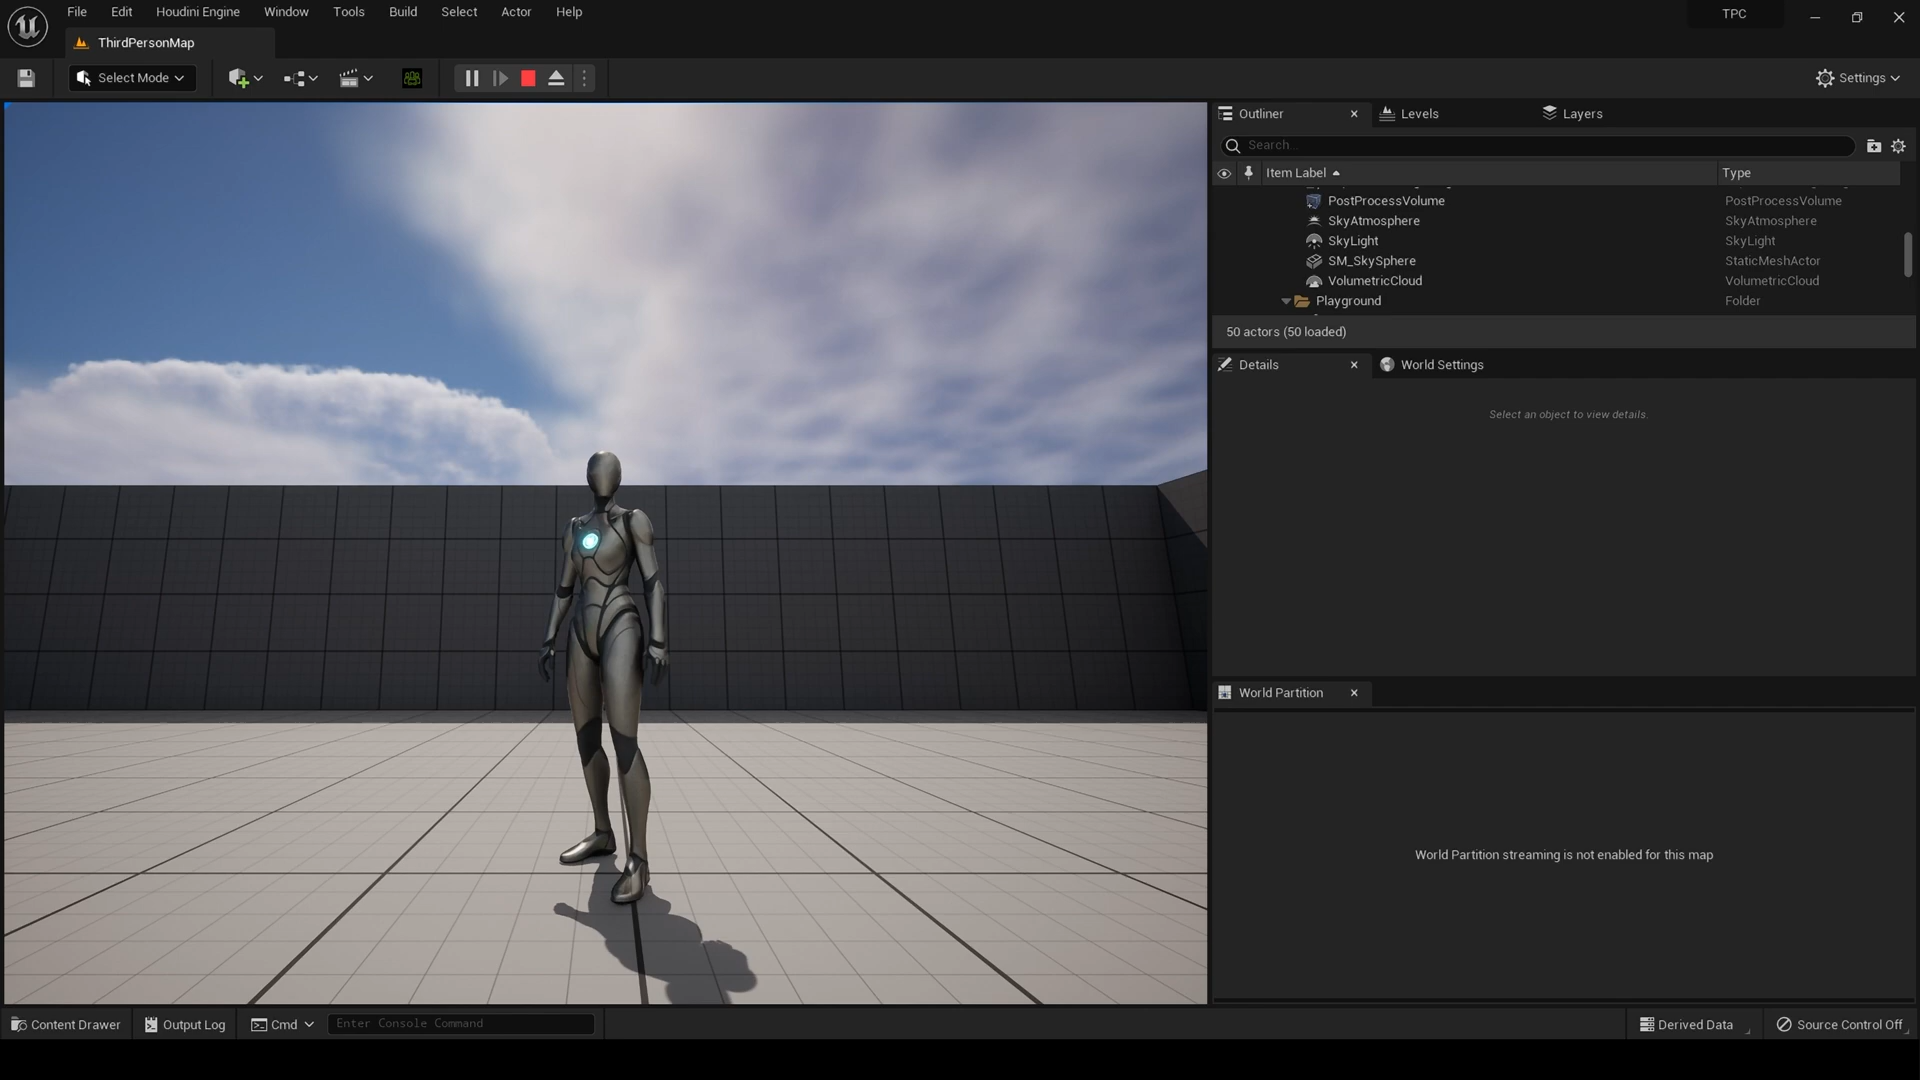 File Edit Houdini Engine Window Tools Build Select Actor Help
TPC
ThirdPersonMap
Select Mode
Settings
Outliner
Levels
Layers
Search...
Item Label
Type
PostProcessVolume PostProcessVolume
SkyAtmosphere SkyAtmosphere
SkyLight SkyLight
SM_SkySphere StaticMeshActor
VolumetricCloud VolumetricCloud
Playground Folder
50 actors (50 loaded)
Details
World Settings
Select an object to view details.
World Partition
World Partition streaming is not enabled for this map
Content Drawer
Output Log
Cmd
Enter Console Command
Derived Data
Source Control Off